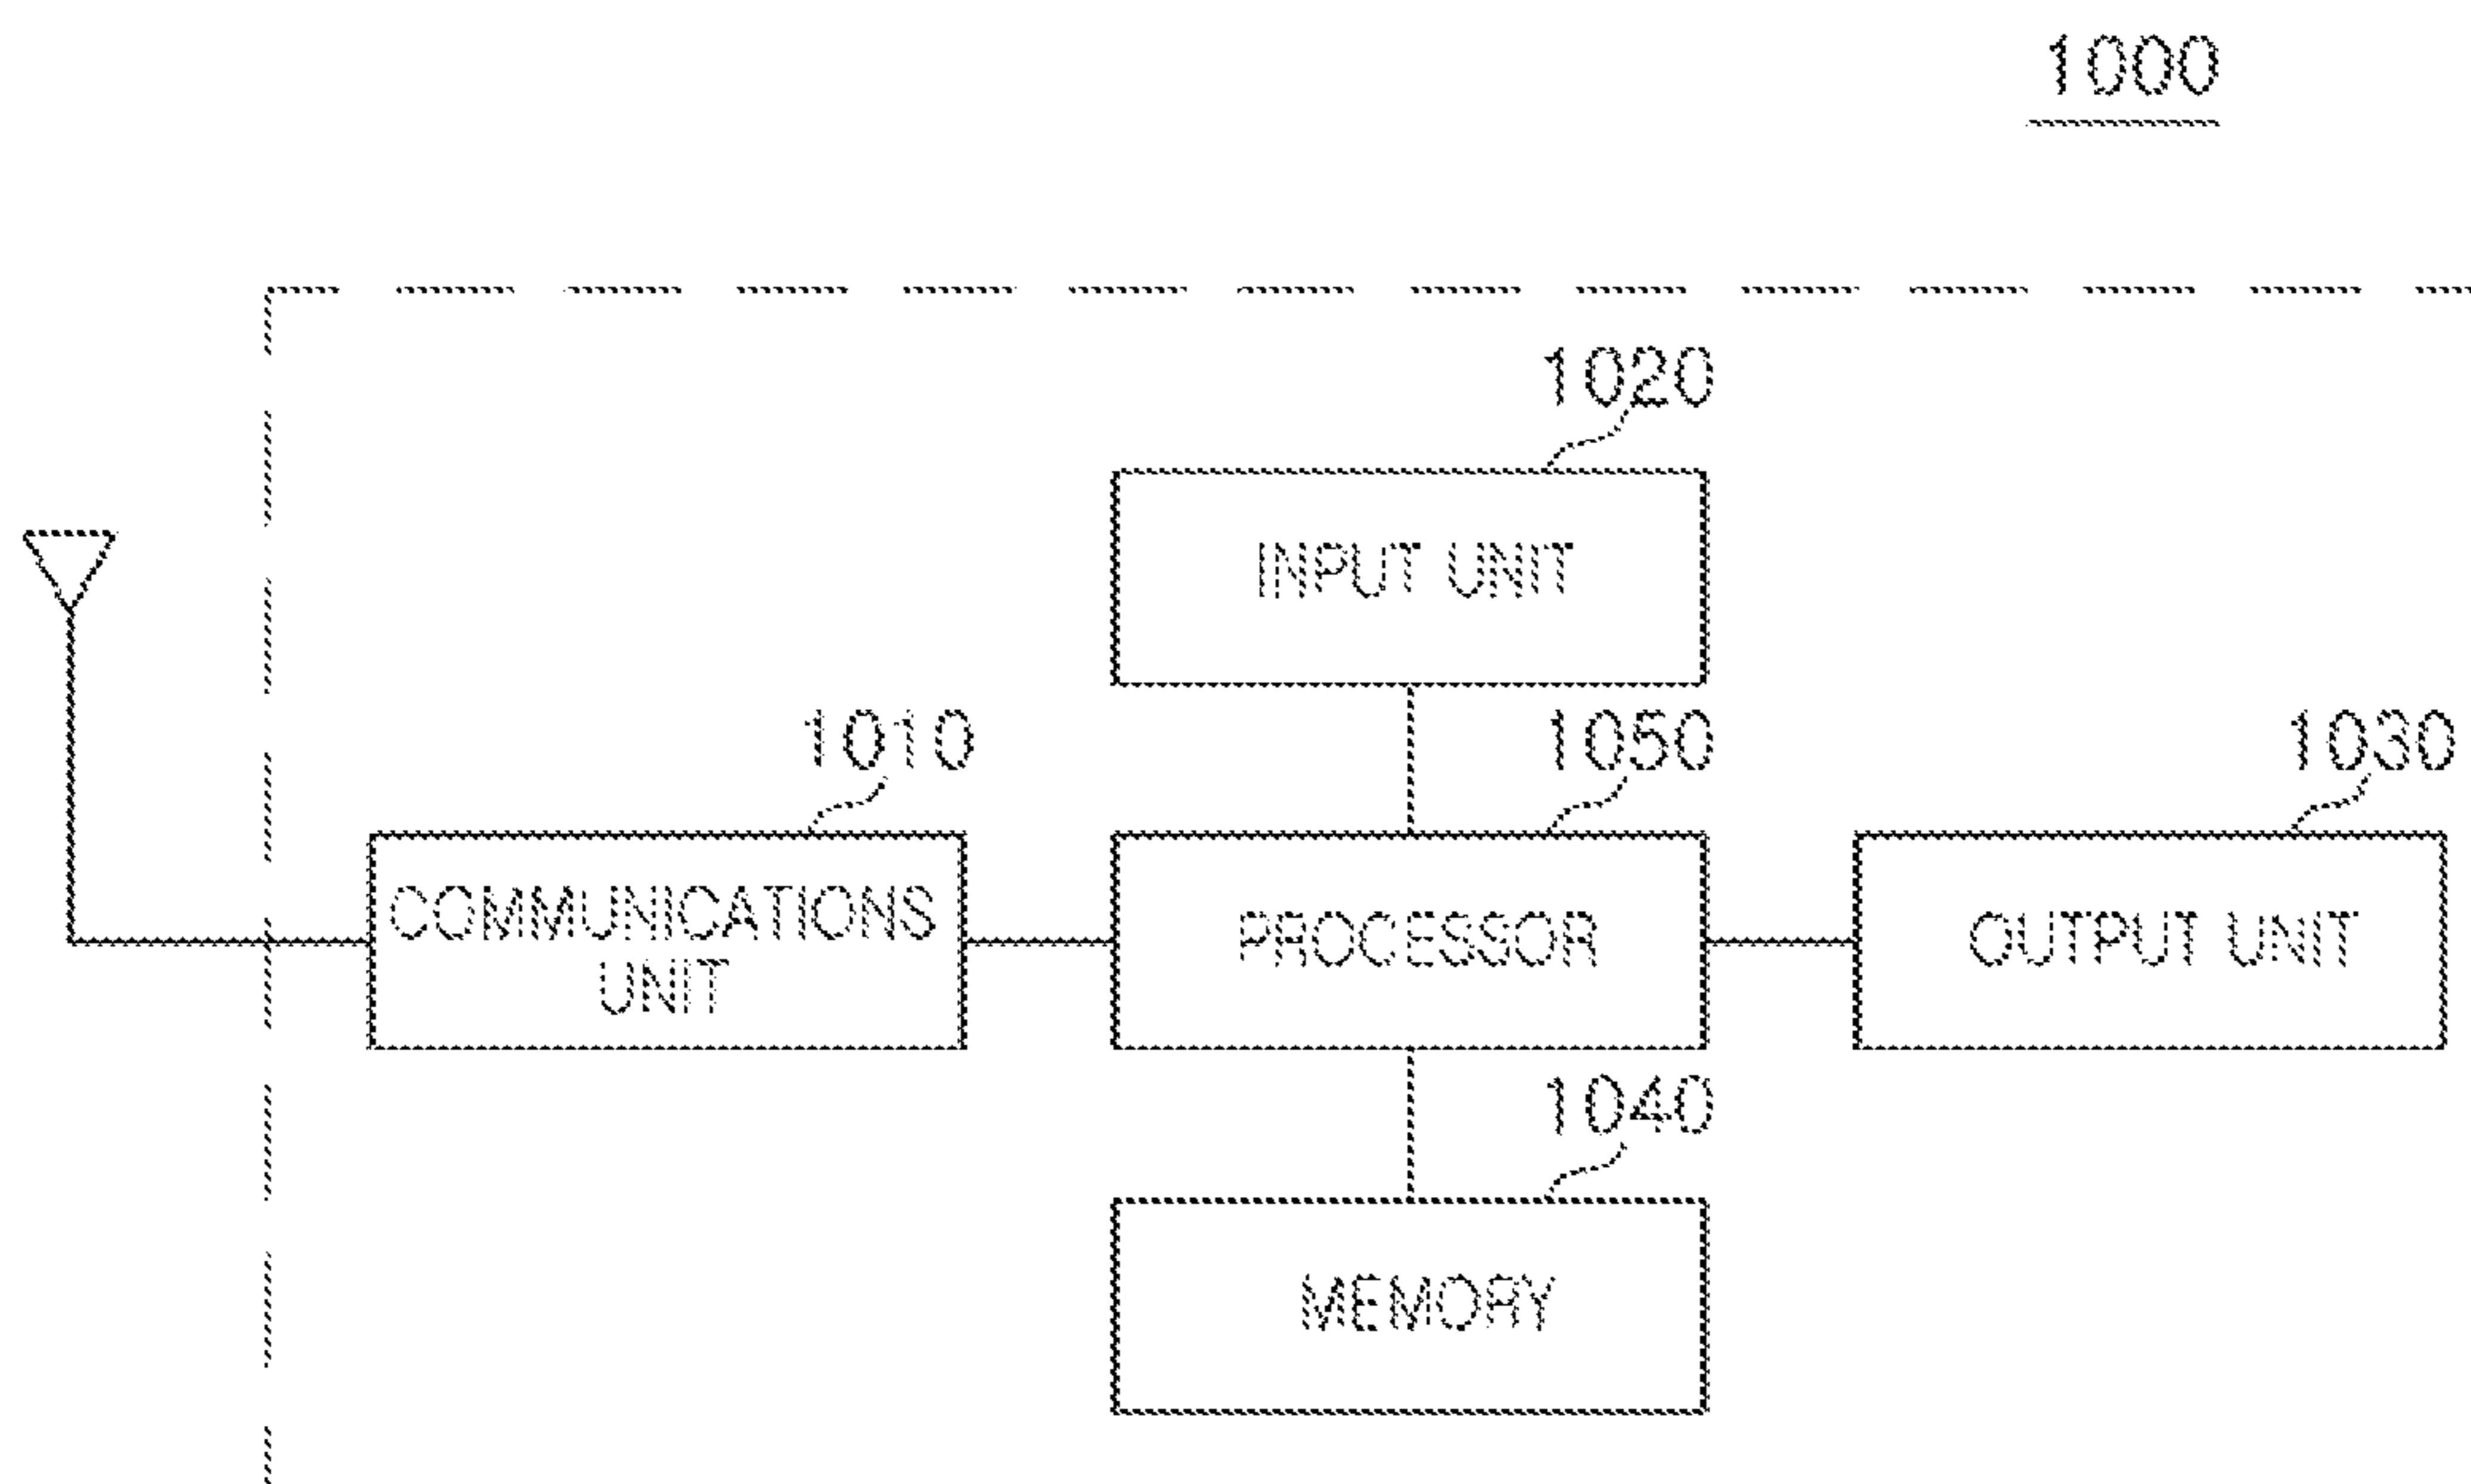 1000
1020
INPUT UNIT
1010
1050
1030
COMMUNICATIONS
UNIT
PROCESSOR
OUTPUT UNIT
1040
MEMORY